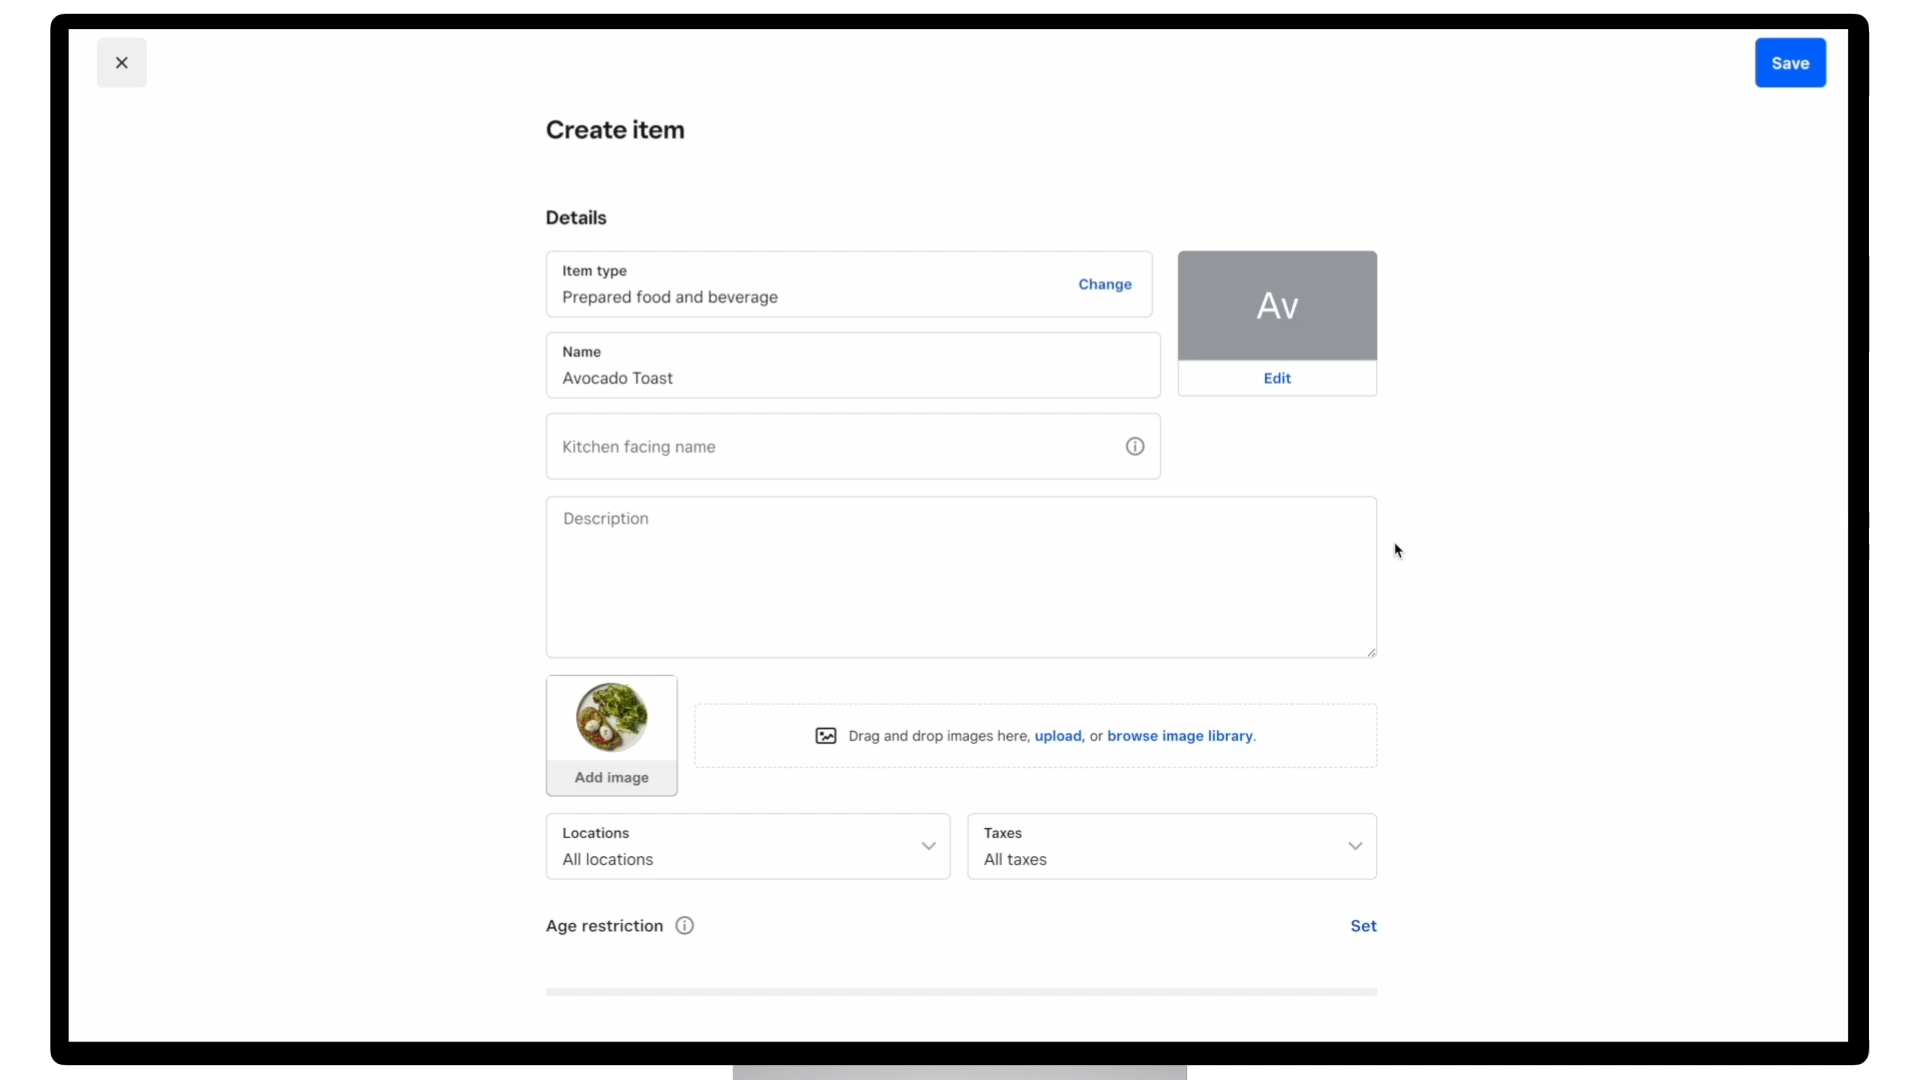 Save
Create item
Details
Item type
Prepared food and beverage
Change
Av
Edit
Name
Avocado Toast
Kitchen facing name
Description
Add image
Drag and drop images here, upload, or browse image library.
Locations
All locations
Taxes
All taxes
Age restriction
Set